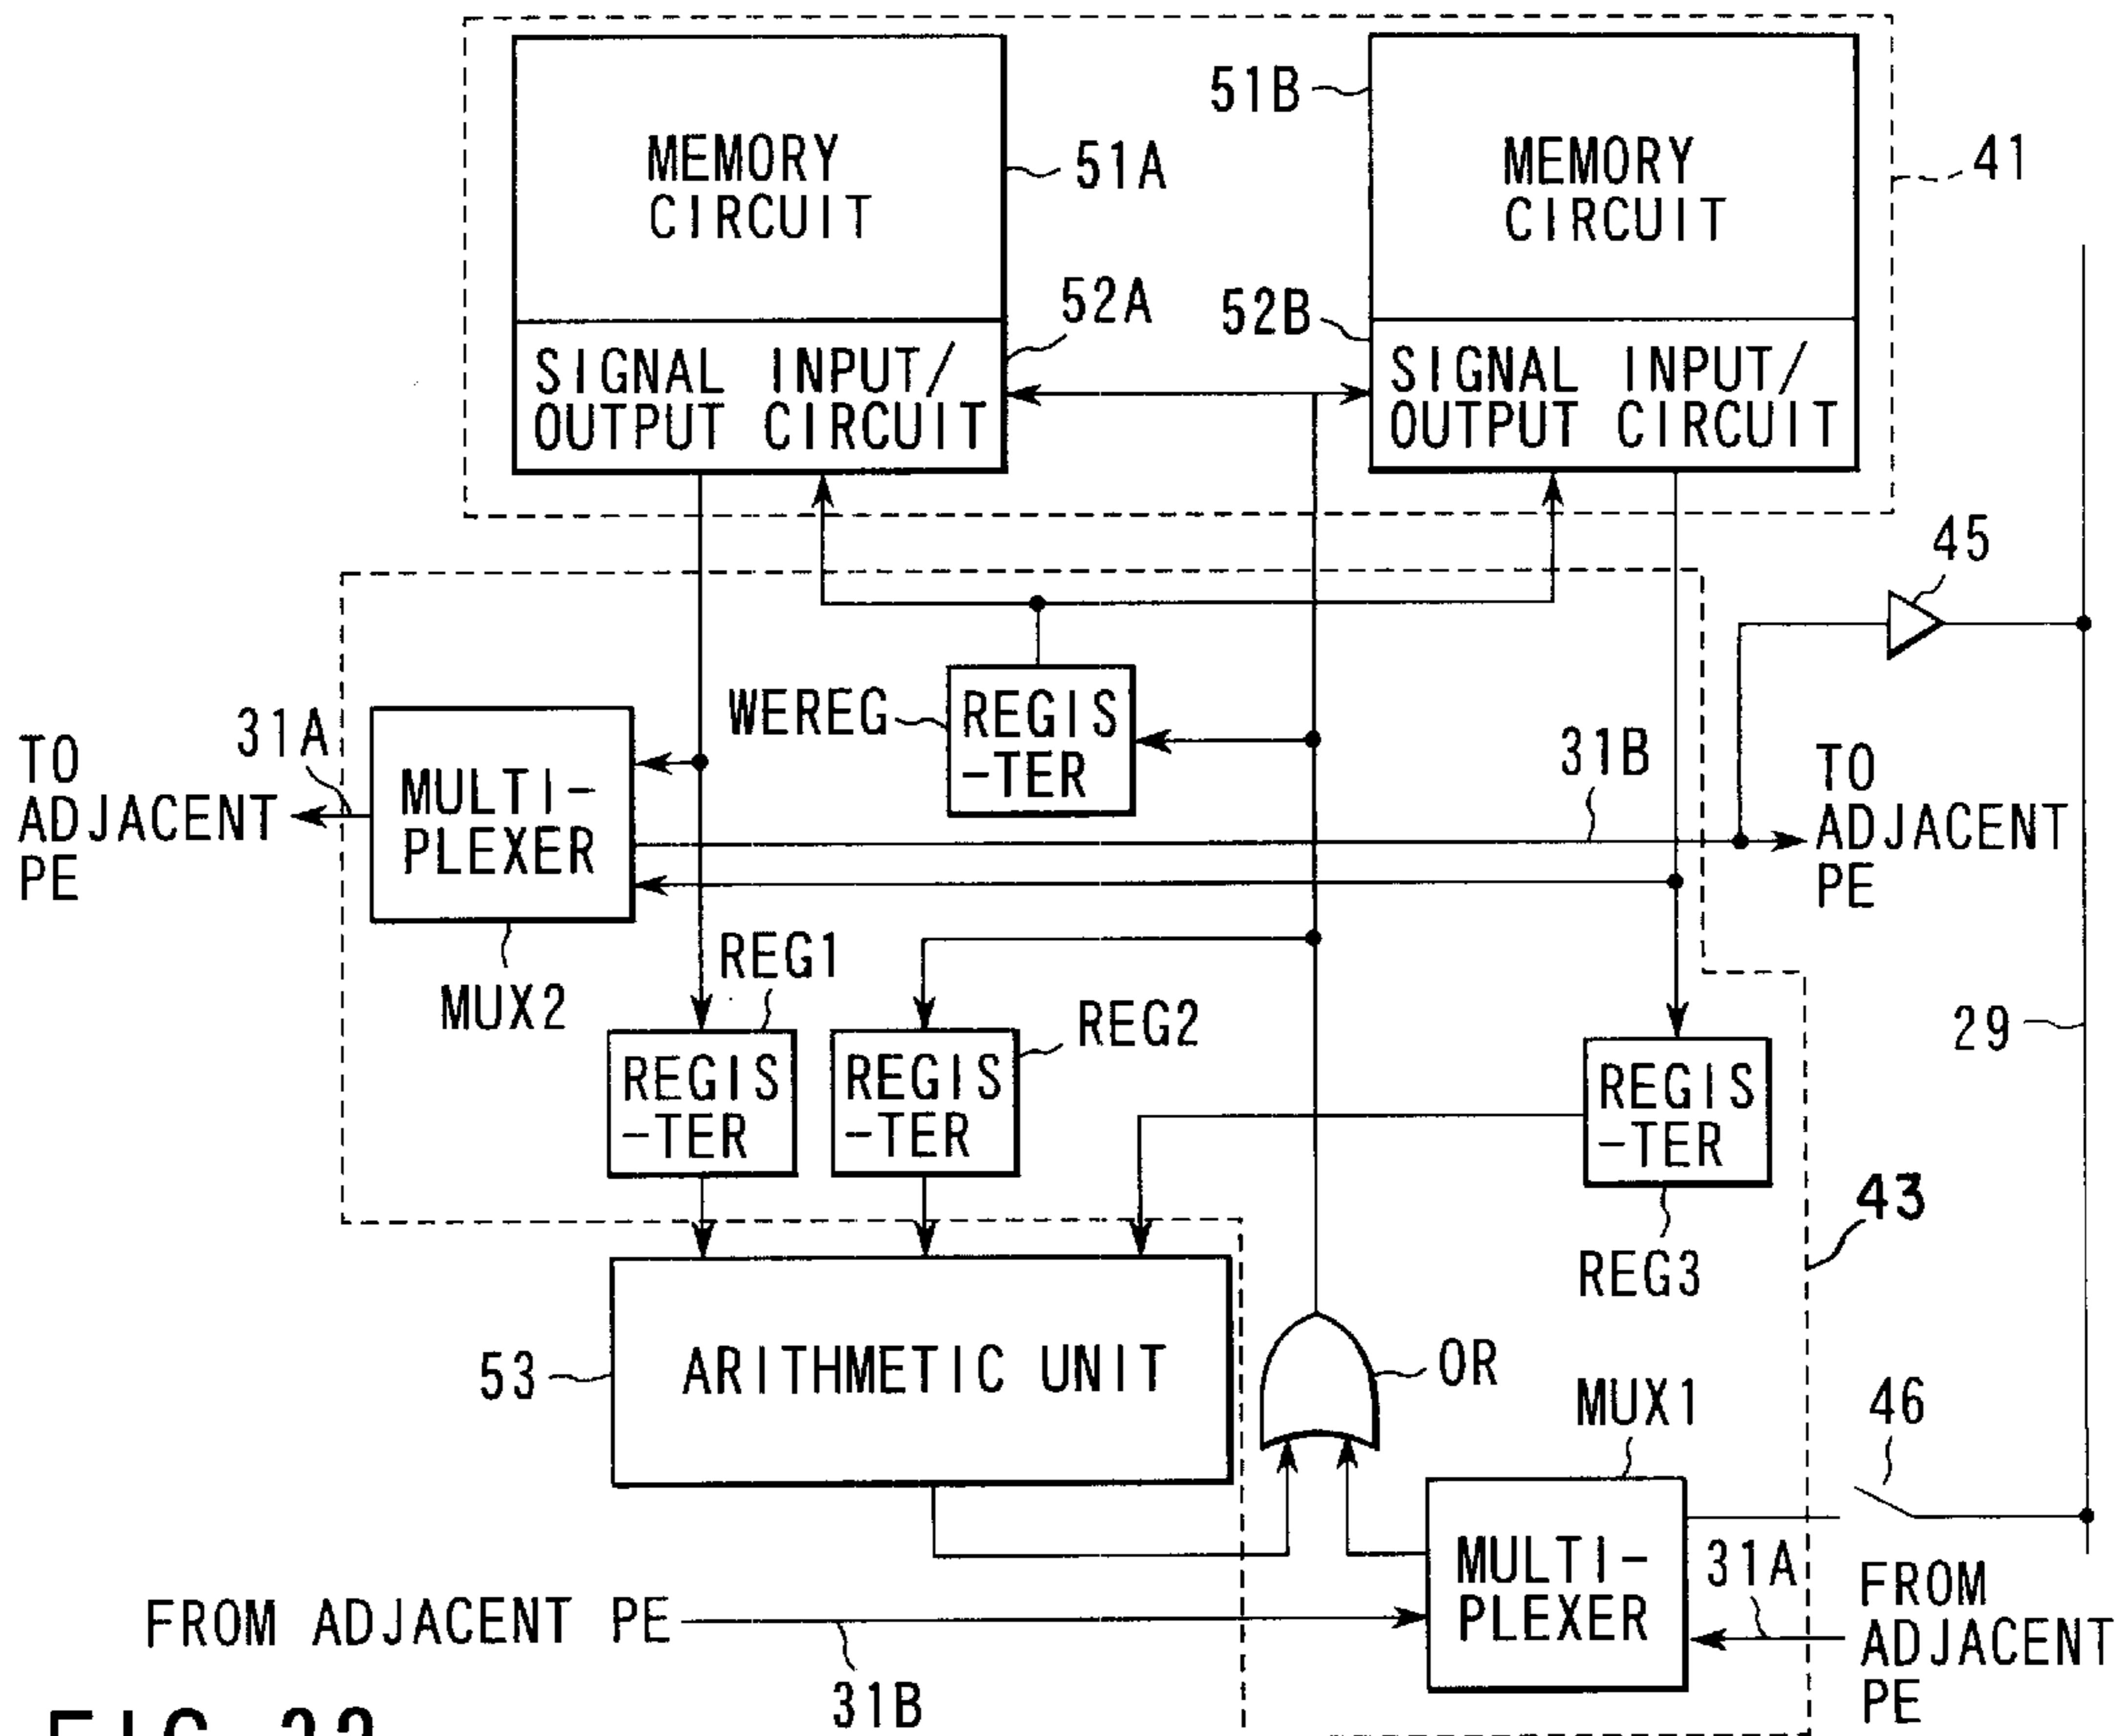 MEMORY
CIRCUIT
51A
51B
MEMORY
CIRCUIT
41
52A
52B
SIGNAL INPUT/
OUTPUT CIRCUIT
SIGNAL INPUT/
OUTPUT CIRCUIT
45
WEREG
REGIS
-TER
31A
TO
ADJACENT
PE
MULTI-
PLEXER
MUX2
31B
TO
ADJACENT
PE
REG1
REGIS
-TER
REG2
REGIS
-TER
29
REGIS
-TER
REG3
43
53
ARITHMETIC UNIT
OR
MUX1
46
MULTI-
PLEXER
31A
FROM
ADJACENT
PE
FROM ADJACENT PE
31B